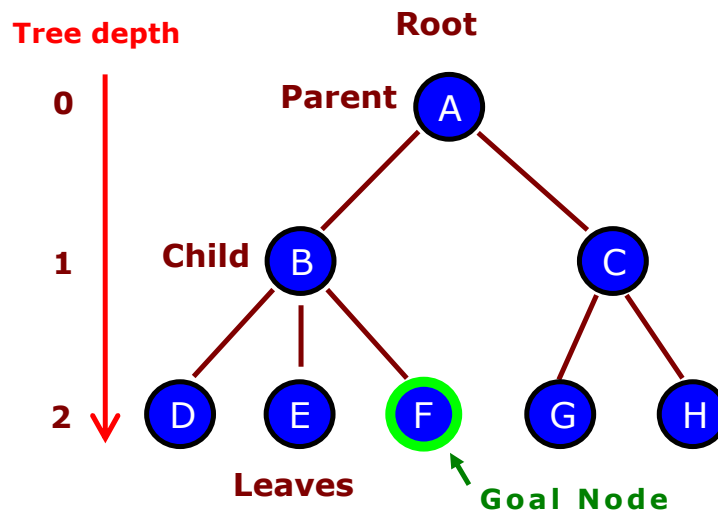 Root
Tree depth
0
Parent
A
1
Child
B
C
2
D
E
F
G
H
Leaves
Goal Node